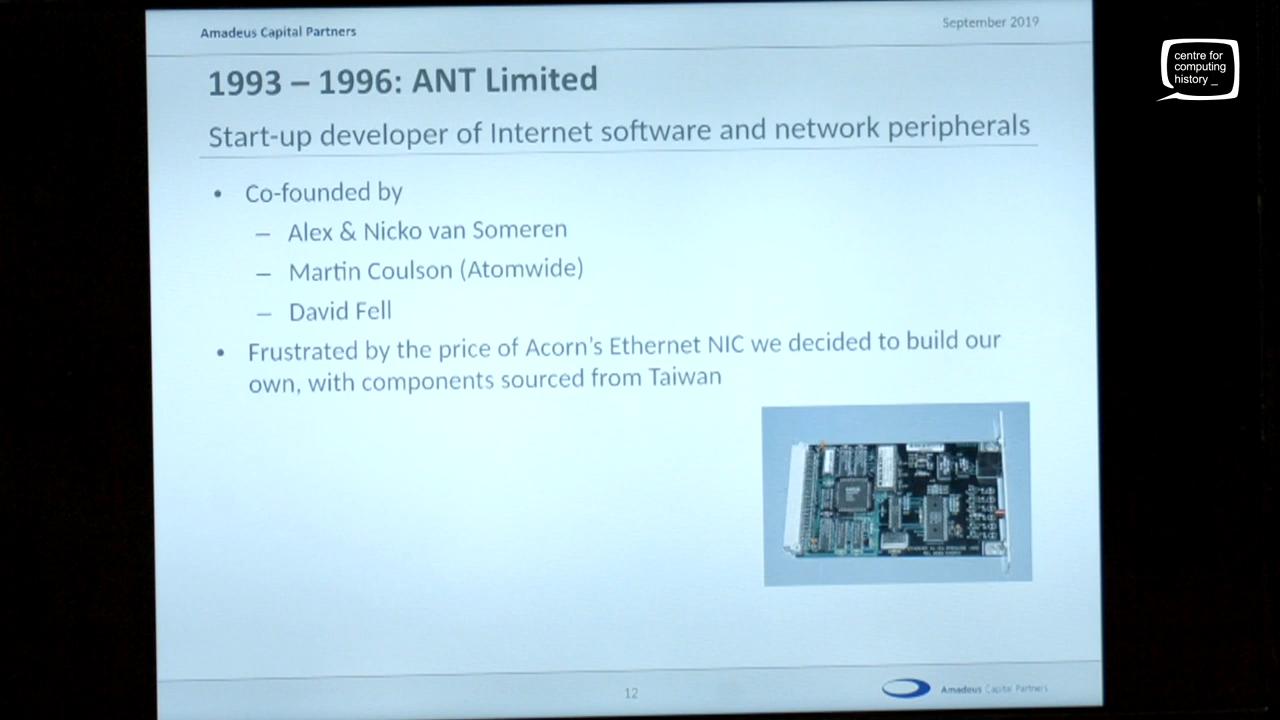 Amadeus Capital Partners
September 2019
centre for
computing
history _
1993 – 1996: ANT Limited
Start-up developer of Internet software and network peripherals
• Co-founded by
– Alex & Nicko van Someren
– Martin Coulson (Atomwide)
– David Fell
• Frustrated by the price of Acorn's Ethernet NIC we decided to build our
own, with components sourced from Taiwan
12
Amadeus Capital Partners